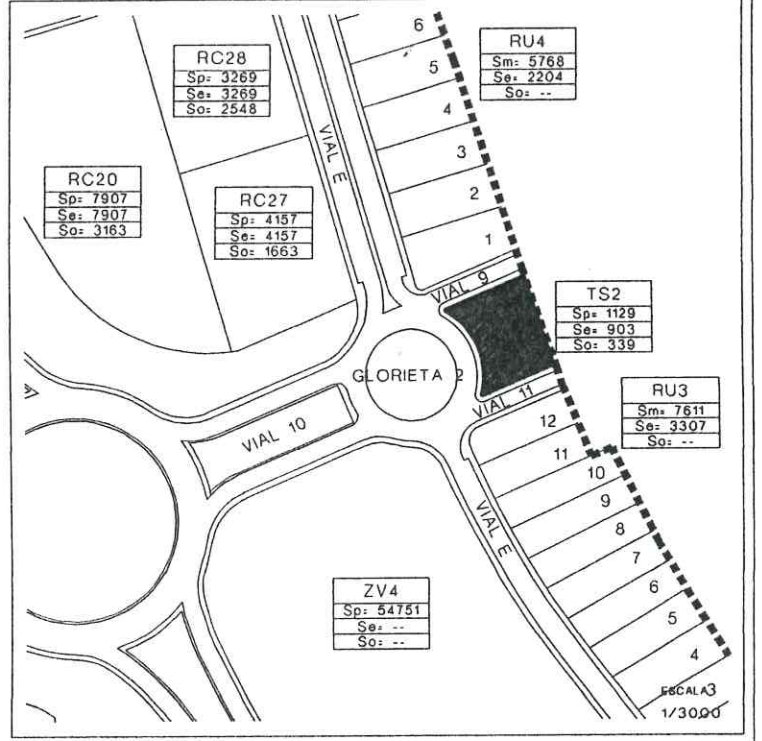 6
5
4
3
2
1
RU4
Sm= 5768
Se= 2204
So= --
RC28
Sp= 3269
Se= 3269
So= 2548
VIAL E
RC20
Sp= 7907
Se= 7907
So= 3163
RC27
Sp= 4157
Se= 4157
So= 1663
VIAL 9
TS2
Sp= 1129
Se= 903
So= 339
GLORIETA 2
VIAL 11
RU3
Sm= 7611
Se= 3307
So= --
VIAL 10
12
11
10
9
8
7
6
5
4
3
VIAL E
ZV4
Sp= 54751
Se= --
So= --
ESCALA
1/3000